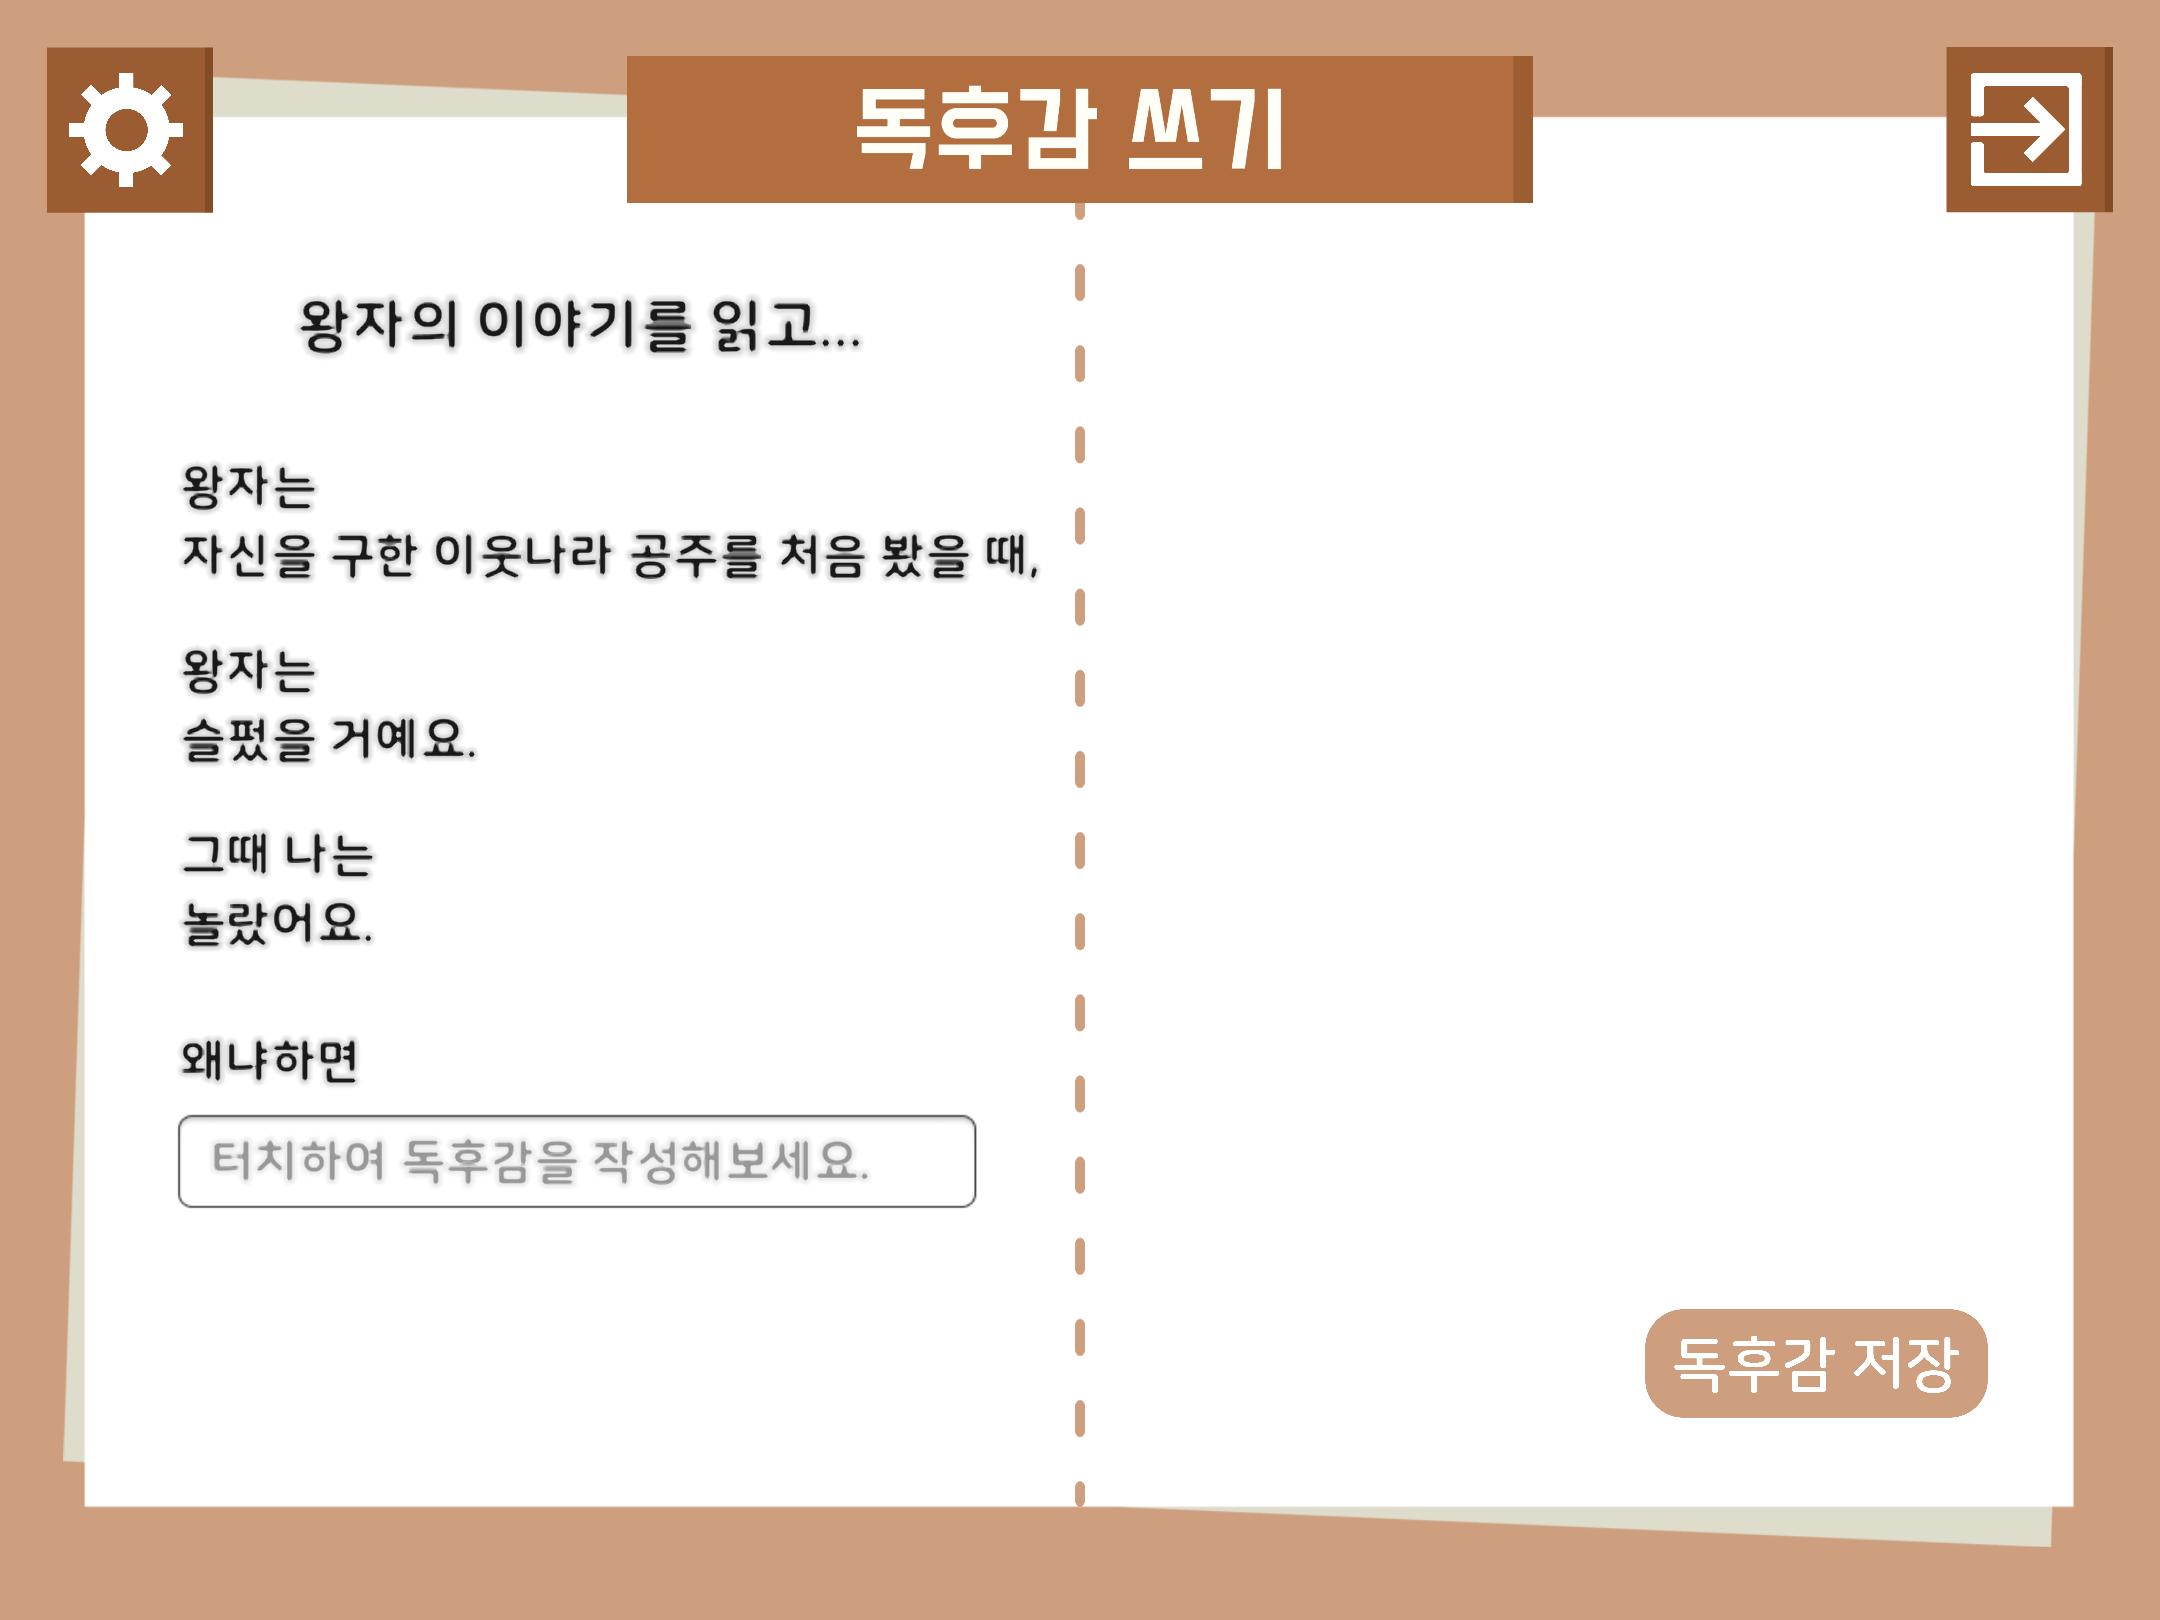 독후감 쓰기
왕자의 이야기를 읽고...
왕자는
자신을 구한 이웃나라 공주를 처음 봤을 때,
왕자는
슬펐을 거예요.
그때 나는
놀랐어요.
왜냐하면
터치하여 독후감을 작성해보세요.
독후감 저장